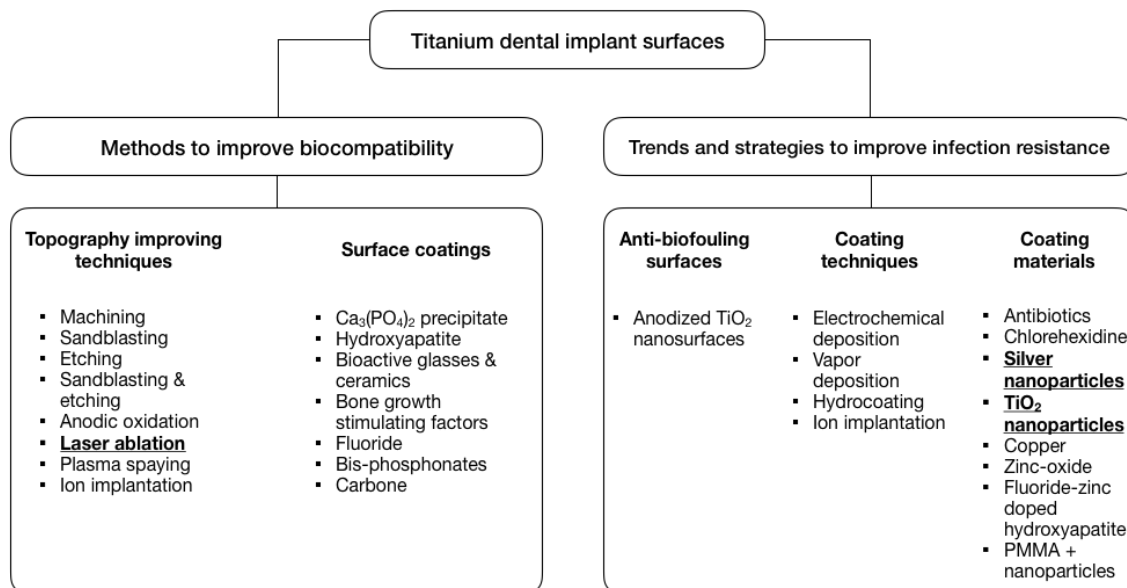 Titanium dental implant surfaces
Methods to improve biocompatibility
Trends and strategies to improve infection resistance
Topography improving
techniques
▪ Machining
▪ Sandblasting
▪ Etching
▪ Sandblasting &
etching
▪ Anodic oxidation
▪ Laser ablation
▪ Plasma spaying
▪ Ion implantation
Surface coatings
▪ Ca₃(PO₄)₂ precipitate
▪ Hydroxyapatite
▪ Bioactive glasses &
ceramics
▪ Bone growth
stimulating factors
▪ Fluoride
▪ Bis-phosphonates
▪ Carbone
Anti-biofouling
surfaces
▪ Anodized TiO₂
nanosurfaces
Coating
techniques
▪ Electrochemical
deposition
▪ Vapor
deposition
▪ Hydrocoating
▪ Ion implantation
Coating
materials
▪ Antibiotics
▪ Chlorehexidine
▪ Silver
nanoparticles
▪ TiO₂
nanoparticles
▪ Copper
▪ Zinc-oxide
▪ Fluoride-zinc
doped
hydroxyapatite
▪ PMMA +
nanoparticles